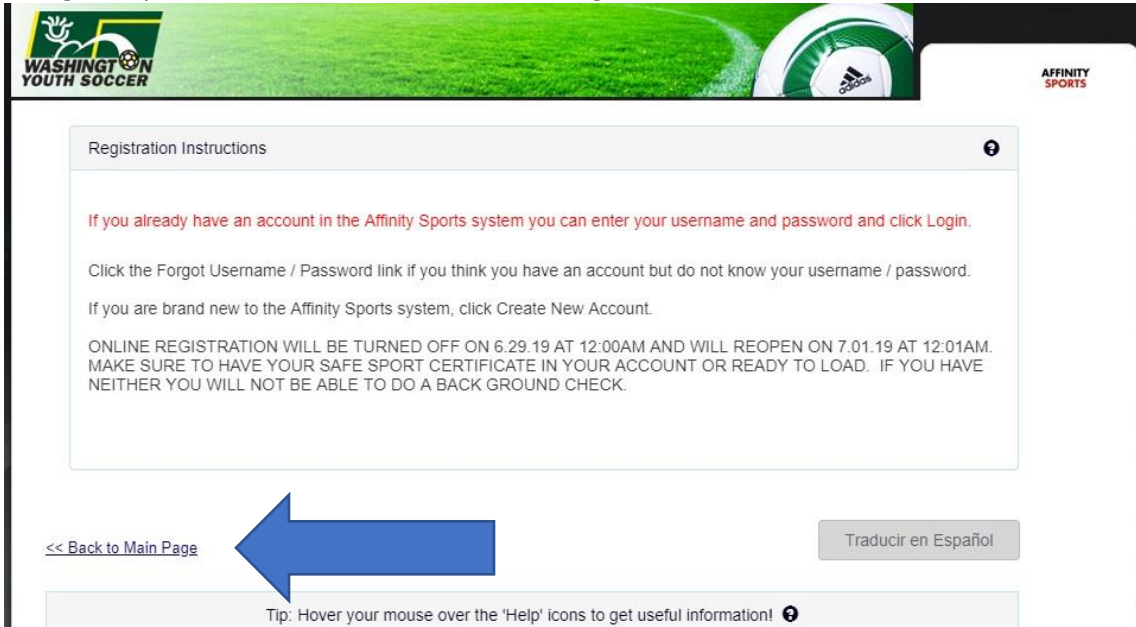 WASHINGTON
YOUTH SOCCER
adidas
AFFINITY
SPORTS
Registration Instructions
If you already have an account in the Affinity Sports system you can enter your username and password and click Login.
Click the Forgot Username / Password link if you think you have an account but do not know your username / password.
If you are brand new to the Affinity Sports system, click Create New Account.
ONLINE REGISTRATION WILL BE TURNED OFF ON 6.29.19 AT 12:00AM AND WILL REOPEN ON 7.01.19 AT 12:01AM.
MAKE SURE TO HAVE YOUR SAFE SPORT CERTIFICATE IN YOUR ACCOUNT OR READY TO LOAD.  IF YOU HAVE
NEITHER YOU WILL NOT BE ABLE TO DO A BACK GROUND CHECK.
<< Back to Main Page
Traducir en Español
Tip: Hover your mouse over the 'Help' icons to get useful information!